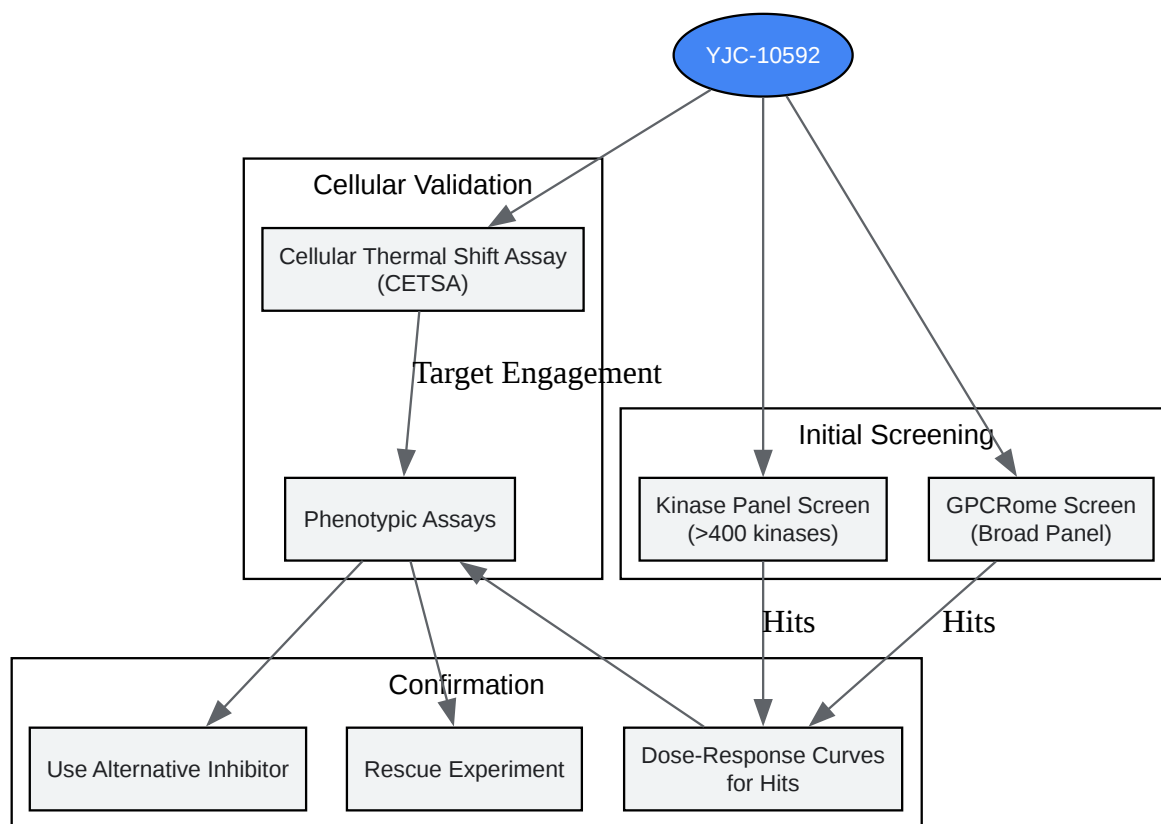 YJC-10592
Cellular Validation
Cellular Thermal Shift Assay
(CETSA)
Target Engagement
Initial Screening
Phenotypic Assays
Kinase Panel Screen
(>400 kinases)
GPCRome Screen
(Broad Panel)
Hits
Hits
Confirmation
Use Alternative Inhibitor
Rescue Experiment
Dose-Response Curves
for Hits